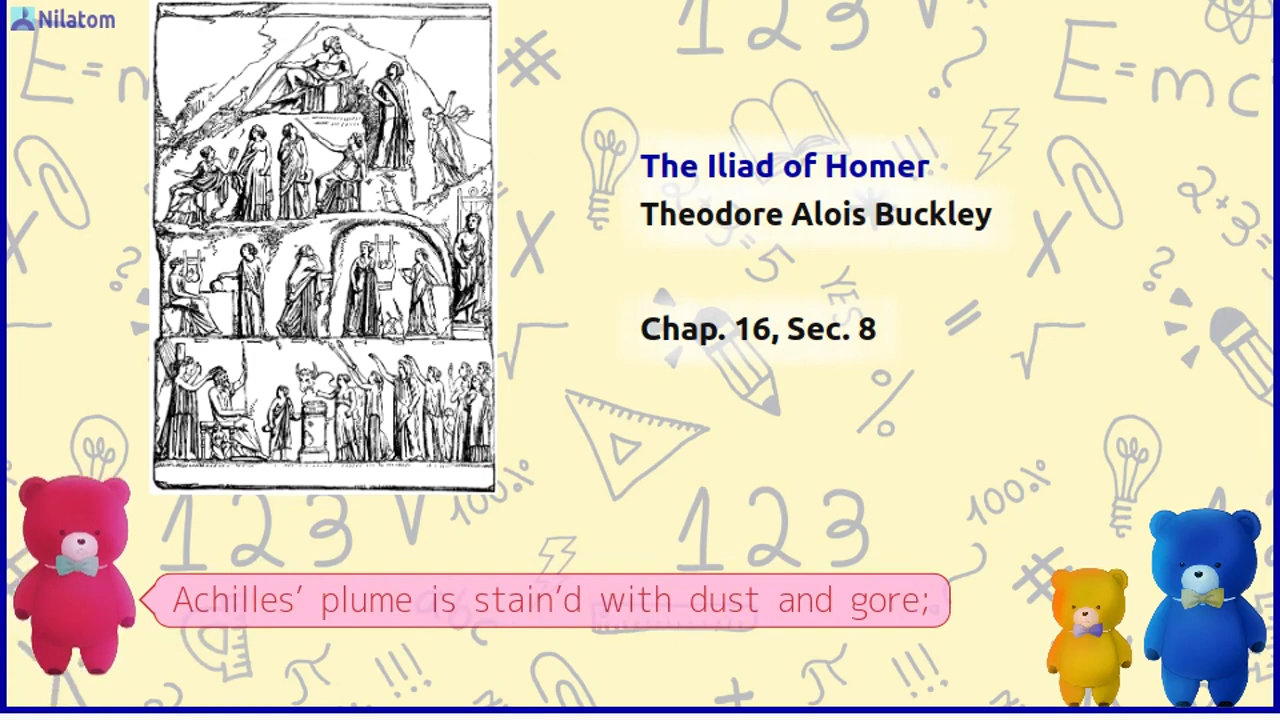 Nilatom
The Iliad of Homer
Theodore Alois Buckley
Chap. 16, Sec. 8
Achilles’ plume is stain’d with dust and gore;